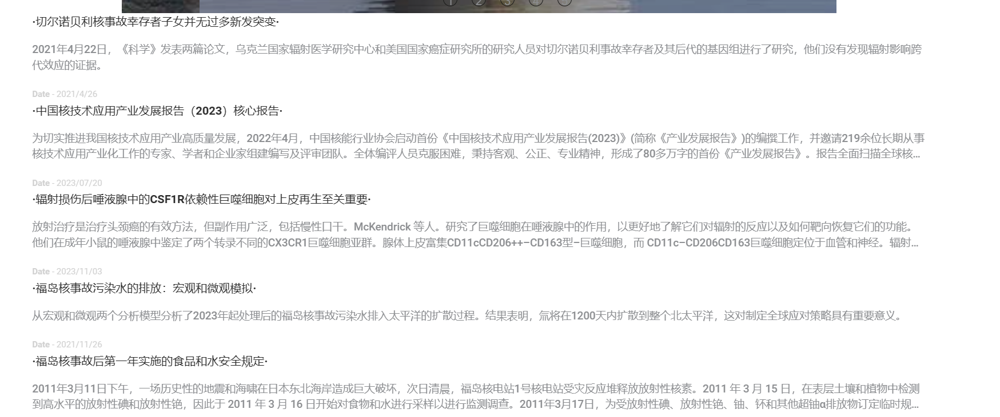 1 2 3 4 5
·切尔诺贝利核事故幸存者子女并无过多新发突变·
2021年4月22日，《科学》发表两篇论文，乌克兰国家辐射医学研究中心和美国国家癌症研究所的研究人员对切尔诺贝利事故幸存者及其后代的基因组进行了研究，他们没有发现辐射影响跨
代效应的证据。
Date - 2021/4/26
·中国核技术应用产业发展报告（2023）核心报告·
为切实推进我国核技术应用产业高质量发展，2022年4月，中国核能行业协会启动首份《中国核技术应用产业发展报告(2023)》(简称《产业发展报告》)的编撰工作，并邀请219余位长期从事
核技术应用产业化工作的专家、学者和企业家组建编写及评审团队。全体编评人员克服困难，秉持客观、公正、专业精神，形成了80多万字的首份《产业发展报告》。报告全面扫描全球核...
Date - 2023/07/20
·辐射损伤后唾液腺中的CSF1R依赖性巨噬细胞对上皮再生至关重要·
放射治疗是治疗头颈癌的有效方法，但副作用广泛，包括慢性口干。McKendrick 等人。研究了巨噬细胞在唾液腺中的作用，以更好地了解它们对辐射的反应以及如何靶向恢复它们的功能。
他们在成年小鼠的唾液腺中鉴定了两个转录不同的CX3CR1巨噬细胞亚群。腺体上皮富集CD11cCD206++−CD163型−巨噬细胞，而 CD11c−CD206CD163巨噬细胞定位于血管和神经。辐射...
Date - 2023/11/03
·福岛核事故污染水的排放：宏观和微观模拟·
从宏观和微观两个分析模型分析了2023年起处理后的福岛核事故污染水排入太平洋的扩散过程。结果表明，氚将在1200天内扩散到整个北太平洋，这对制定全球应对策略具有重要意义。
Date - 2021/11/26
·福岛核事故后第一年实施的食品和水安全规定·
2011年3月11日下午，一场历史性的地震和海啸在日本东北海岸造成巨大破坏，次日清晨，福岛核电站1号核电站受灾反应堆释放放射性核素。2011 年 3 月 15 日，在表层土壤和植物中检测
到高水平的放射性碘和放射性铯，因此于 2011 年 3 月 16 日开始对食物和水进行采样以进行监测调查。2011年3月17日，为受放射性碘、放射性铯、铀、钚和其他超铀α排放物订定临时规...